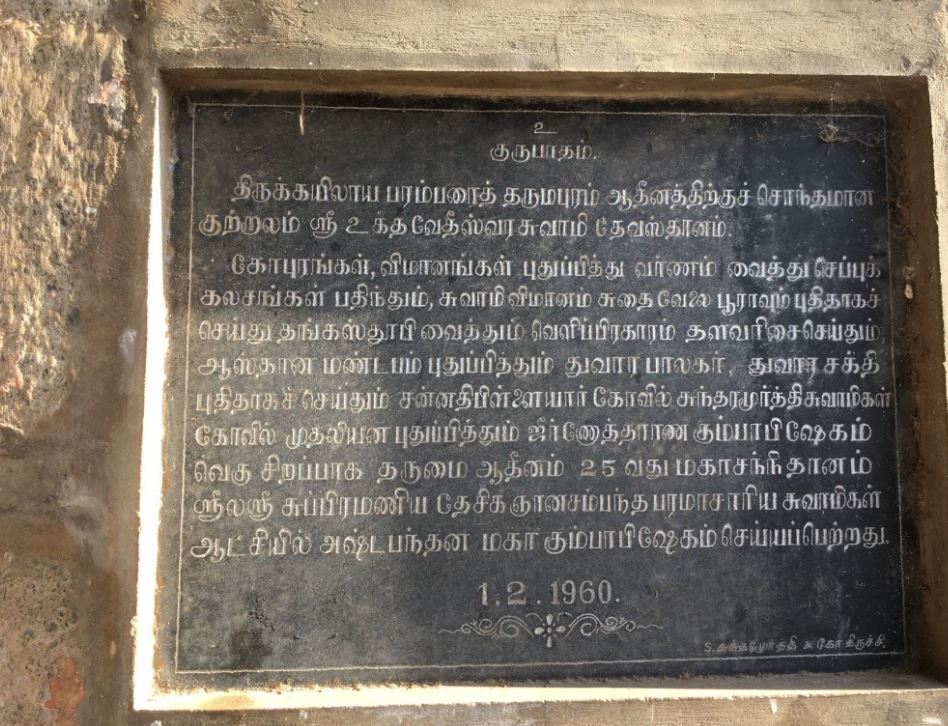 உ
குருபாதம்.
திருக்கயிலாய பரம்பரைத் தருமபுரம் ஆதீனத்திற்குச் சொந்தமான
குற்றலம் ஸ்ரீ உக்தவேதீஸ்வரசுவாமி தேவஸ்தானம்.
கோபுரங்கள், விமானங்கள் புதுப்பித்து வர்ணம் வைத்து செப்புக
கலசங்கள் பதிந்தும், சுவாமி விமானம் சுதை வேலை பூராவும் புதிதாகச்
செய்து தங்கஸ்தூபி வைத்தும் வெளிப்பிரகாரம் தளவரிசைசெய்தும்
ஆஸ்தான மண்டபம் புதுப்பித்தும் துவார பாலகர், துவார சக்தி
புதிதாகச் செய்தும் சன்னதிபிள்ளையார் கோவில் சுந்தரமூர்த்திசுவாமிகள்
கோவில் முதலியன புதுப்பித்தும் ஜீர்ணோத்தாரண கும்பாபிஷேகம்
வெகு சிறப்பாக தருமை ஆதீனம் 25 வது மகாசந்நிதானம்
ஸ்ரீலஸ்ரீ சுப்பிரமணிய தேசிக ஞானசம்பந்த பரமாசாரிய சுவாமிகள்
ஆட்சியில் அஷ்டபந்தன மகா கும்பாபிஷேகம் செய்யப்பெற்றது.
1.2.1960.
S. சுந்தரமூர்த்தி & கோ திருச்சி.